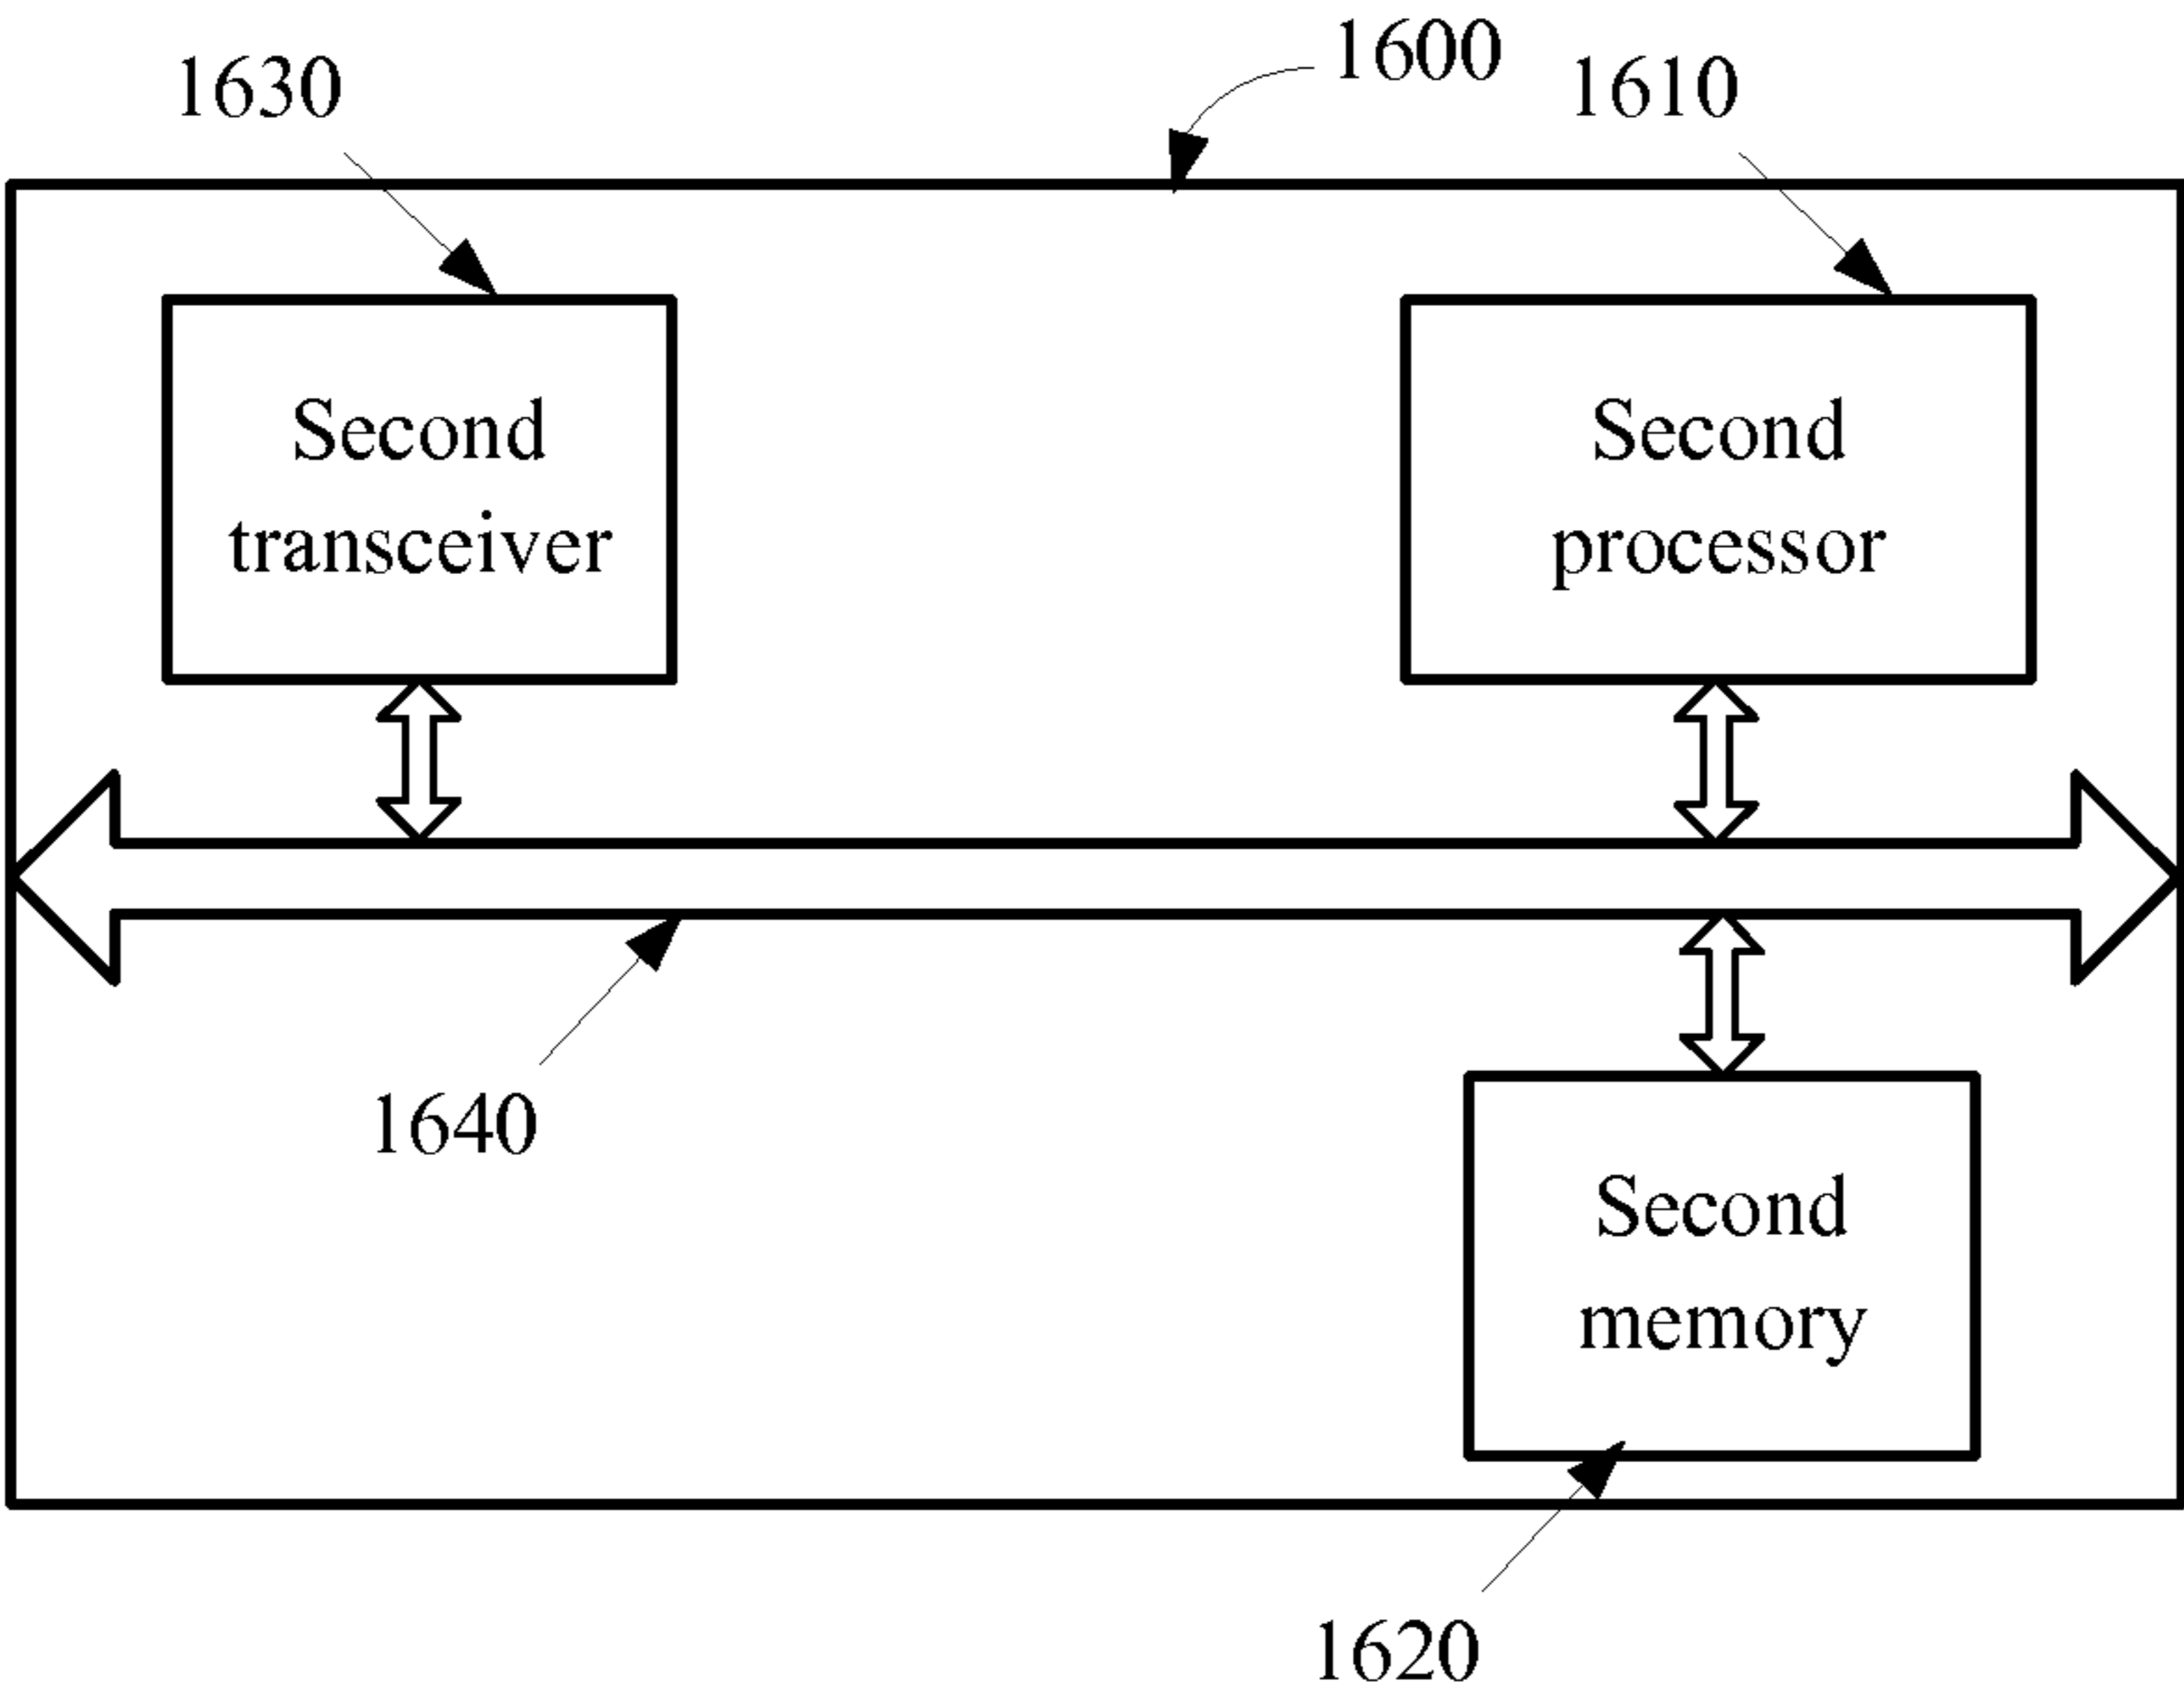 1600
1630
1610
Second
transceiver
Second
processor
1640
Second
memory
1620